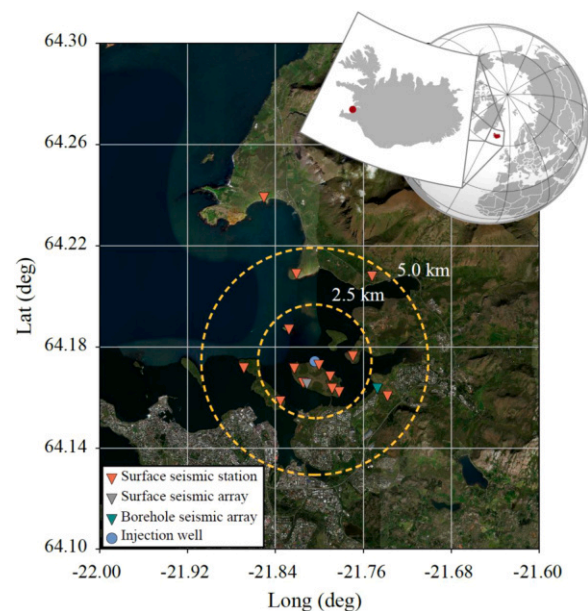 64.30
64.26
64.22
64.18
64.14
64.10
Lat (deg)
5.0 km
2.5 km
Surface seismic station
Surface seismic array
Borehole seismic array
Injection well
-22.00 -21.92 -21.84 -21.76 -21.68 -21.60
Long (deg)